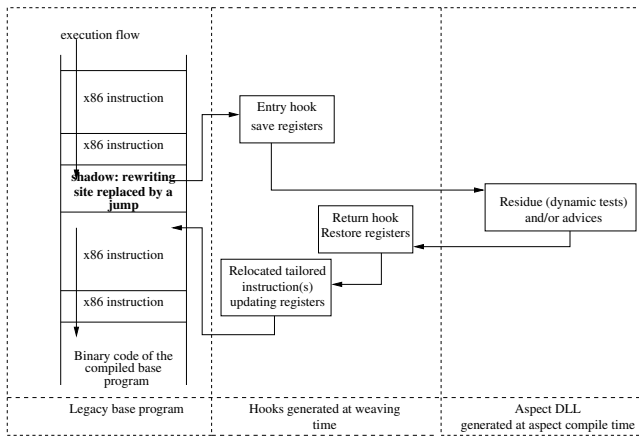 execution flow
x86 instruction
x86 instruction
shadow: rewriting
site replaced by a
jump
x86 instruction
x86 instruction
Binary code of the
compiled base
program
Entry hook
save registers
Residue (dynamic tests)
and/or advices
Return hook
Restore registers
Relocated tailored
instruction(s)
updating registers
Legacy base program
Hooks generated at weaving
time
Aspect DLL
generated at aspect compile time